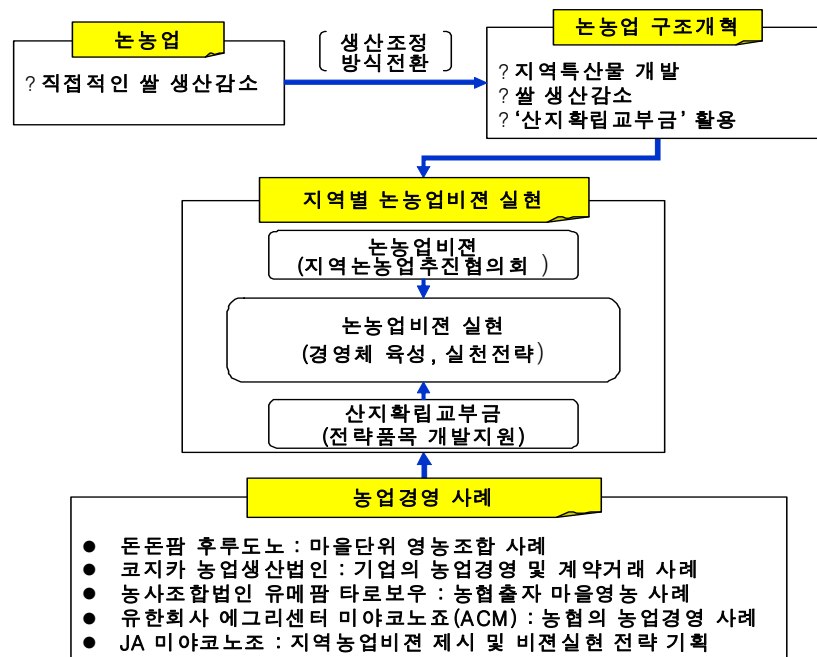 논농업
? 직접적인 쌀 생산감소
생산조정
방식전환
논농업 구조개혁
? 지역특산물 개발
? 쌀 생산감소
? ‘산지확립교부금’ 활용
지역별 논농업비젼 실현
논농업비젼
(지역논농업추진협의회 )
논농업비젼 실현
(경영체 육성, 실천전략)
산지확립교부금
(전략품목 개발지원)
농업경영 사례
● 돈돈팜 후루도노 : 마을단위 영농조합 사례
● 코지카 농업생산법인 : 기업의 농업경영 및 계약거래 사례
● 농사조합법인 유메팜 타로보우 : 농협출자 마을영농 사례
● 유한회사 에그리센터 미야코노죠(ACM) : 농협의 농업경영 사례
● JA 미야코노조 : 지역농업비젼 제시 및 비젼실현 전략 기획